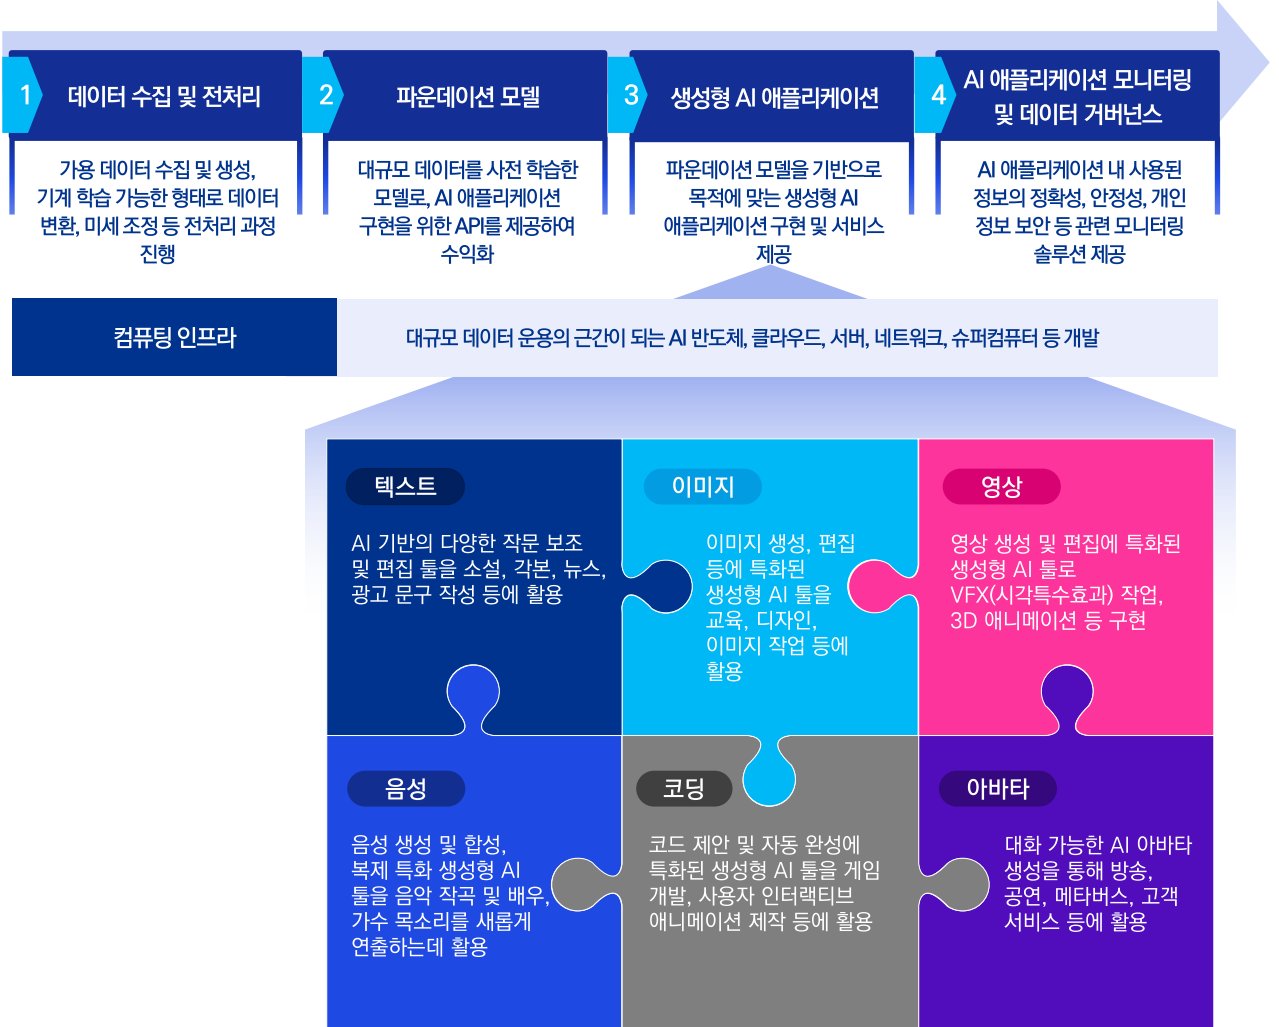 1
데이터 수집 및 전처리
가용 데이터 수집 및 생성,
기계 학습 가능한 형태로 데이터
변환, 미세 조정 등 전처리 과정
진행
2
파운데이션 모델
대규모 데이터를 사전 학습한
모델로, AI 애플리케이션
구현을 위한 API를 제공하여
수익화
3
생성형 AI 애플리케이션
파운데이션 모델을 기반으로
목적에 맞는 생성형 AI
애플리케이션 구현 및 서비스
제공
4
AI 애플리케이션 모니터링
및 데이터 거버넌스
AI 애플리케이션 내 사용된
정보의 정확성, 안정성, 개인
정보 보안 등 관련 모니터링
솔루션 제공
컴퓨팅 인프라
대규모 데이터 운용의 근간이 되는 AI 반도체, 클라우드, 서버, 네트워크, 슈퍼컴퓨터 등 개발
텍스트
AI 기반의 다양한 작문 보조
및 편집 툴을 소설, 각본, 뉴스,
광고 문구 작성 등에 활용
이미지
이미지 생성, 편집
등에 특화된
생성형 AI 툴을
교육, 디자인,
이미지 작업 등에
활용
영상
영상 생성 및 편집에 특화된
생성형 AI 툴로
VFX(시각특수효과) 작업,
3D 애니메이션 등 구현
음성
음성 생성 및 합성,
복제 특화 생성형 AI
툴을 음악 작곡 및 배우,
가수 목소리를 새롭게
연출하는데 활용
코딩
코드 제안 및 자동 완성에
특화된 생성형 AI 툴을 게임
개발, 사용자 인터랙티브
애니메이션 제작 등에 활용
아바타
대화 가능한 AI 아바타
생성을 통해 방송,
공연, 메타버스, 고객
서비스 등에 활용